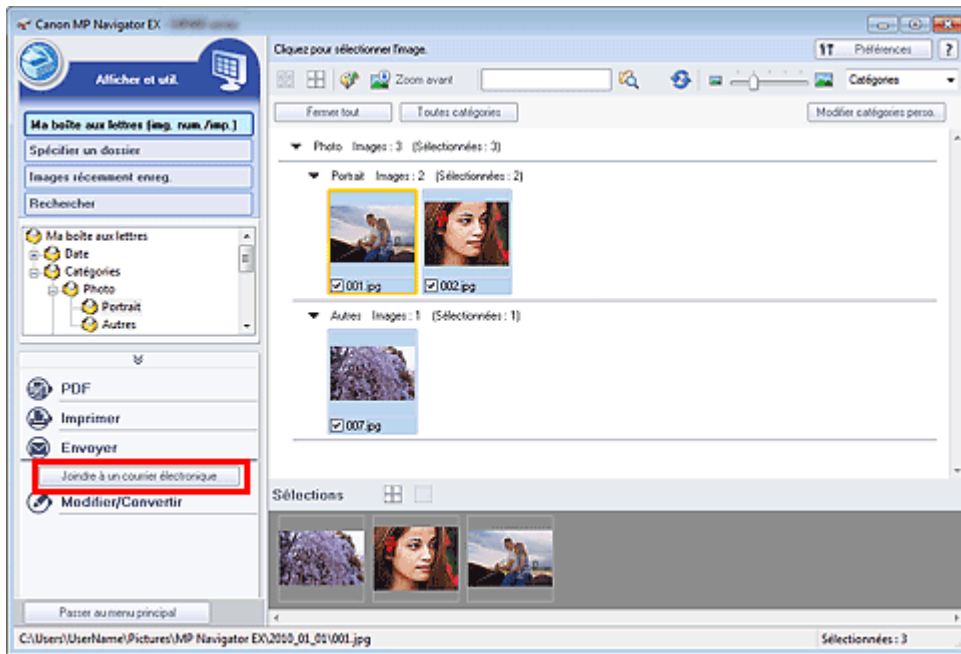 Canon MP Navigator EX -
Cliquez pour sélectionner l'image.
Préférences
?
Afficher et util.
Zoom avant
Catégories
Fermer tout
Toutes catégories
Modifier catégories perso.
Ma boîte aux lettres (img. num./imp.)
Spécifier un dossier
Images récemment enreg.
Rechercher
Ma boîte aux lettres
Date
Catégories
Photo
Portrait
Autres
Photo Images : 3 (Sélectionnées : 3)
Portrait Images : 2 (Sélectionnées : 2)
001.jpg
002.jpg
Autres Images : 1 (Sélectionnées : 1)
007.jpg
PDF
Imprimer
Envoyer
Joindre à un courrier électronique
Modifier/Convertir
Sélections
Passer au menu principal
C:\Users\UserName\Pictures\MP Navigator EX\2010_01_01\001.jpg
Sélectionnées : 3